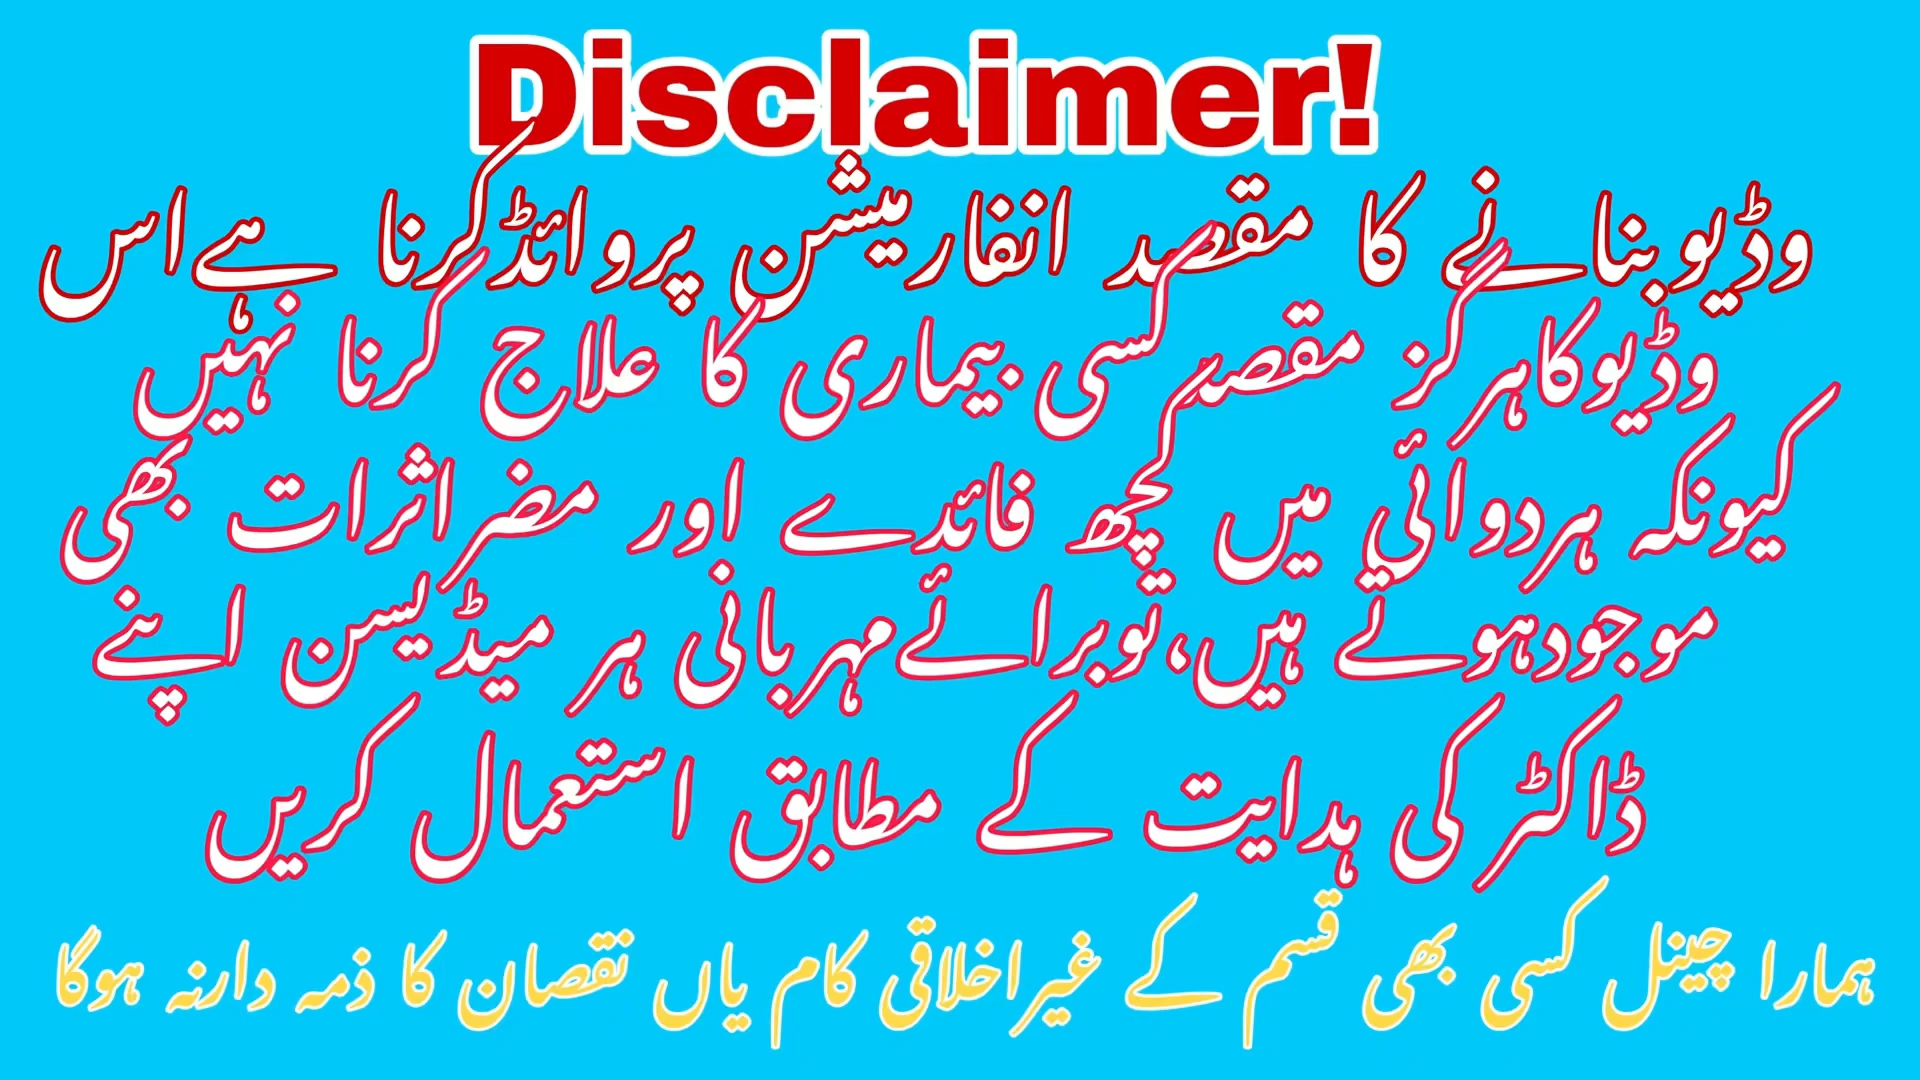 Disclaimer!
وڈیو بنانے کا مقصد انفارمیشن پروائڈ کرنا ہے اس
وڈیو کا ہر گز مقصد کسی بیماری کا علاج کرنا نہیں
کیونکہ ہر دوائی میں کچھ فائدے اور مضر اثرات بھی
موجود ہوتے ہیں، تو برائے مہربانی ہر میڈیسن اپنے
ڈاکٹر کی ہدایت کے مطابق استعمال کریں
ہمارا چینل کسی بھی قسم کے غیر اخلاقی کام یاں نقصان کا ذمہ دار نہ ہوگا